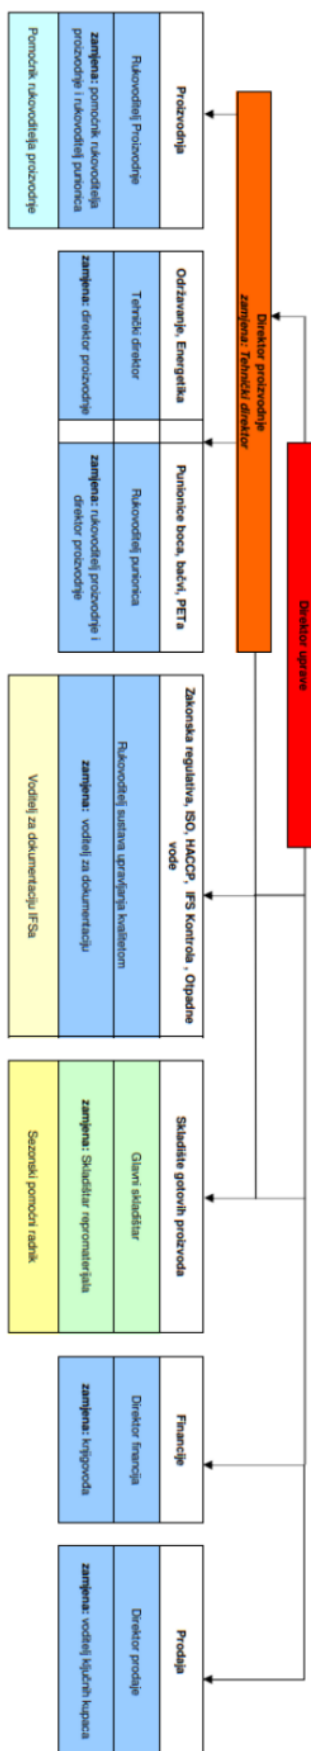 Direktor uprave
Direktor proizvodnje
zamjena: Tehnički direktor
Proizvodnja
Rukovoditelj Proizvodnje
zamjena: pomoćnik rukovoditelja
proizvodnje i rukovoditelj punionica
Pomoćnik rukovoditelja proizvodnje
Održavanje, Energetika
Tehnički direktor
zamjena: direktor proizvodnje
Punionice boca, bačvi, PETa
Rukovoditelj punionica
zamjena: rukovoditelj proizvodnje i
direktor proizvodnje
Zakonska regulativa, ISO, HACCP, IFS Kontrola , Otpadne
vode
Rukovoditelj sustava upravljanja kvalitetom
zamjena: voditelj za dokumentaciju
Voditelj za dokumentaciju IFSa
Skladište gotovih proizvoda
Glavni skladištar
zamjena: Skladištar repromaterijala
Sezonski pomoćni radnik
Financije
Direktor financija
zamjena: knjigovođa
Prodaja
Direktor prodaje
zamjena: voditelj ključnih kupaca